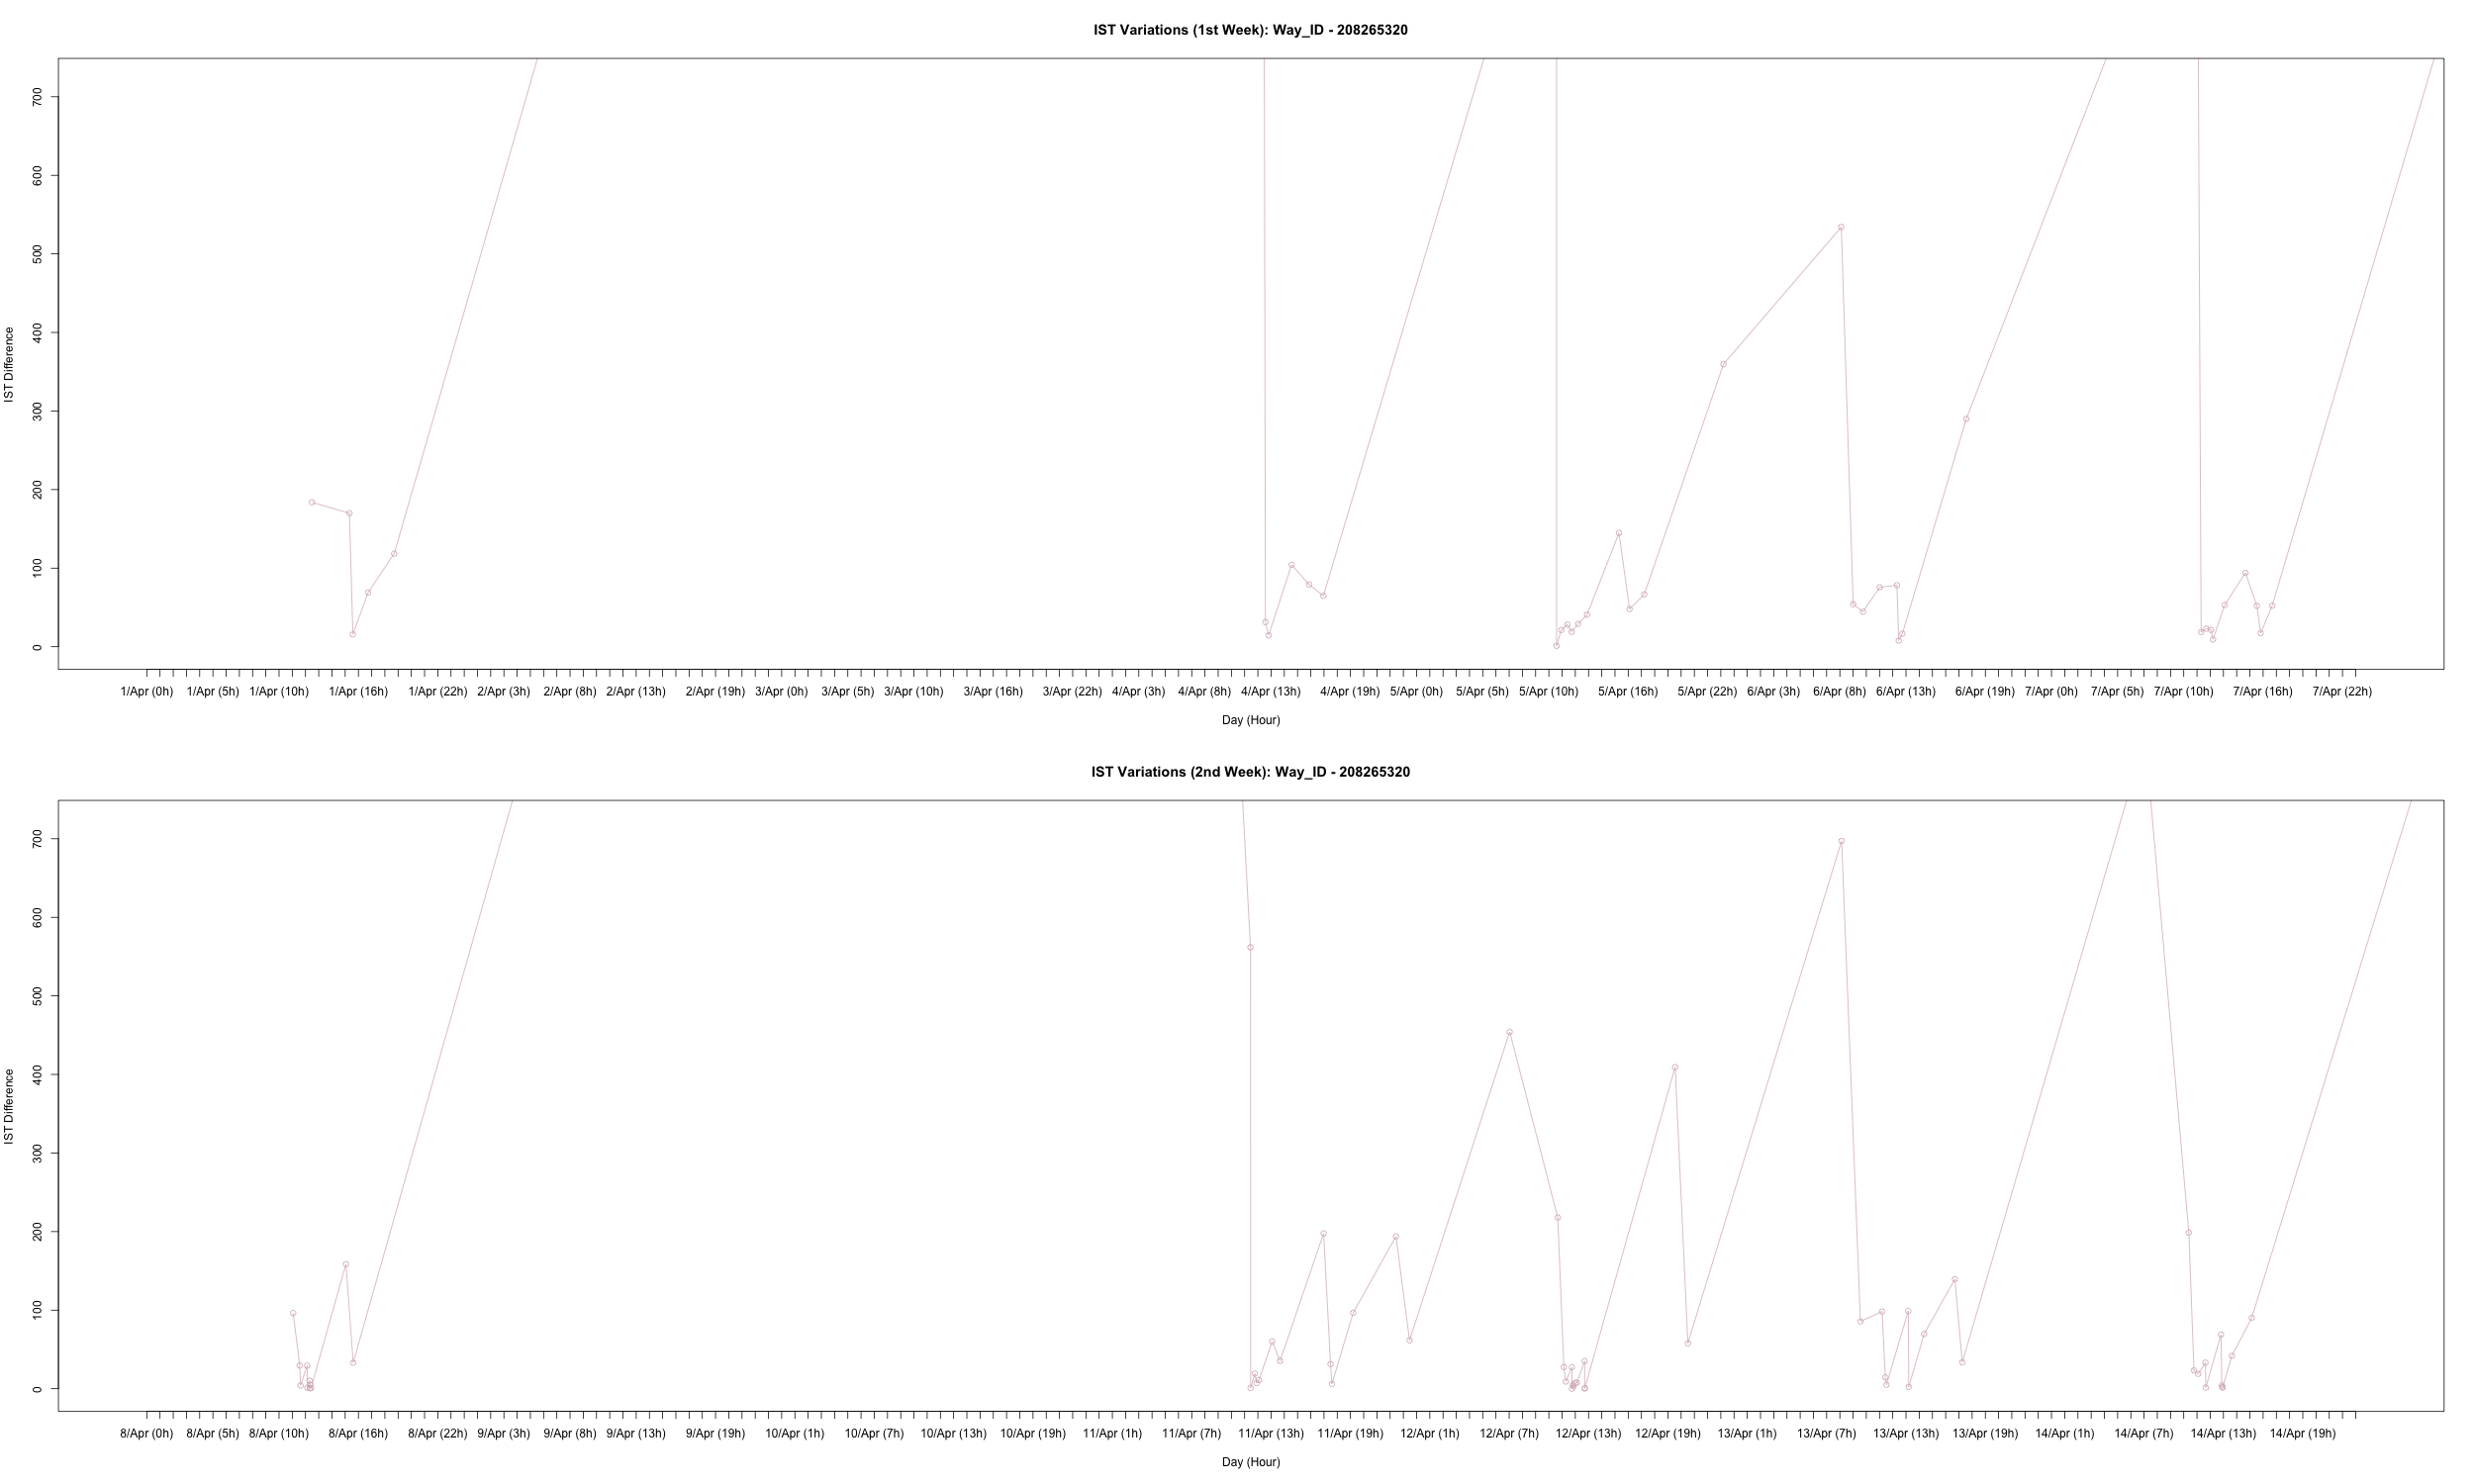 IST Variations (1st Week): Way_ID - 208265320
700
600
500
400
300
200
100
0
IST Difference
1/Apr (0h) 1/Apr (5h) 1/Apr (10h) 1/Apr (16h) 1/Apr (22h) 2/Apr (3h) 2/Apr (8h) 2/Apr (13h) 2/Apr (19h) 3/Apr (0h) 3/Apr (5h) 3/Apr (10h) 3/Apr (16h) 3/Apr (22h) 4/Apr (3h) 4/Apr (8h) 4/Apr (13h) 4/Apr (19h) 5/Apr (0h) 5/Apr (5h) 5/Apr (10h) 5/Apr (16h) 5/Apr (22h) 6/Apr (3h) 6/Apr (8h) 6/Apr (13h) 6/Apr (19h) 7/Apr (0h) 7/Apr (5h) 7/Apr (10h) 7/Apr (16h) 7/Apr (22h)
Day (Hour)
IST Variations (2nd Week): Way_ID - 208265320
700
600
500
400
300
200
100
0
IST Difference
8/Apr (0h) 8/Apr (5h) 8/Apr (10h) 8/Apr (16h) 8/Apr (22h) 9/Apr (3h) 9/Apr (8h) 9/Apr (13h) 9/Apr (19h) 10/Apr (1h) 10/Apr (7h) 10/Apr (13h) 10/Apr (19h) 11/Apr (1h) 11/Apr (7h) 11/Apr (13h) 11/Apr (19h) 12/Apr (1h) 12/Apr (7h) 12/Apr (13h) 12/Apr (19h) 13/Apr (1h) 13/Apr (7h) 13/Apr (13h) 13/Apr (19h) 14/Apr (1h) 14/Apr (7h) 14/Apr (13h) 14/Apr (19h)
Day (Hour)